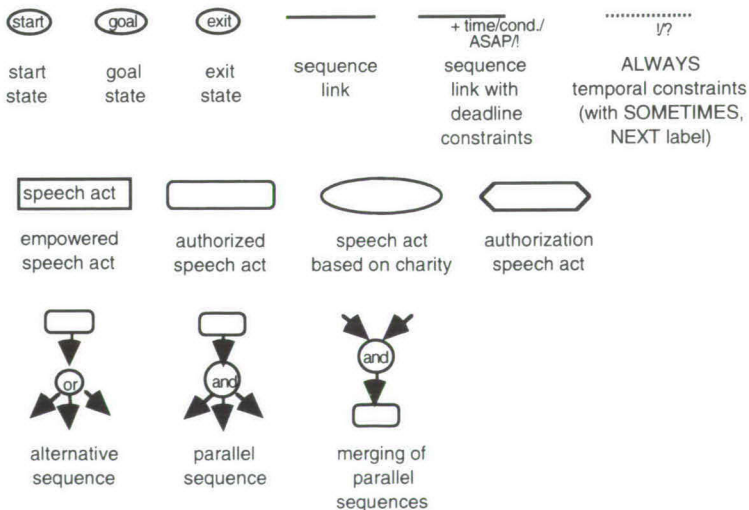 start
goal
exit
+ time/cond./
ASAP/!
!/?
start
state
goal
state
exit
state
sequence
link
sequence
link with
deadline
constraints
ALWAYS
temporal constraints
(with SOMETIMES,
NEXT label)
speech act
empowered
speech act
authorized
speech act
speech act
based on charity
authorization
speech act
or
and
and
alternative
sequence
parallel
sequence
merging of
parallel
sequences